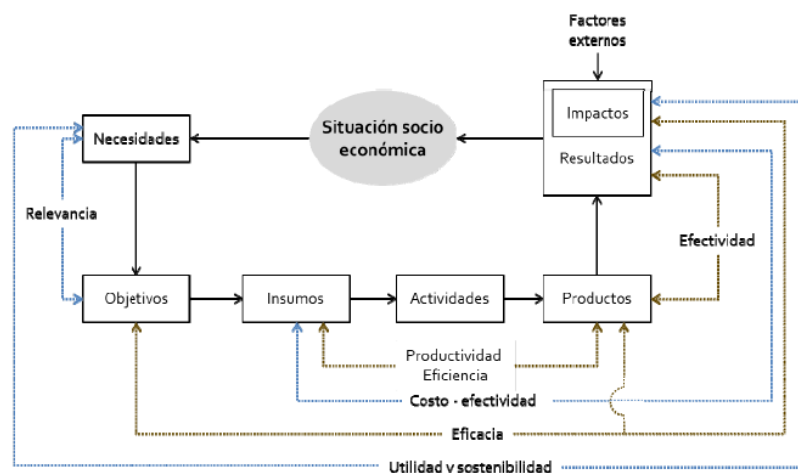 Factores
externos
Impactos
Situación socio
económica
Necesidades
Resultados
Relevancia
Efectividad
Objetivos
Insumos
Actividades
Productos
Productividad
Eficiencia
Costo - efectividad
Eficacia
Utilidad y sostenibilidad